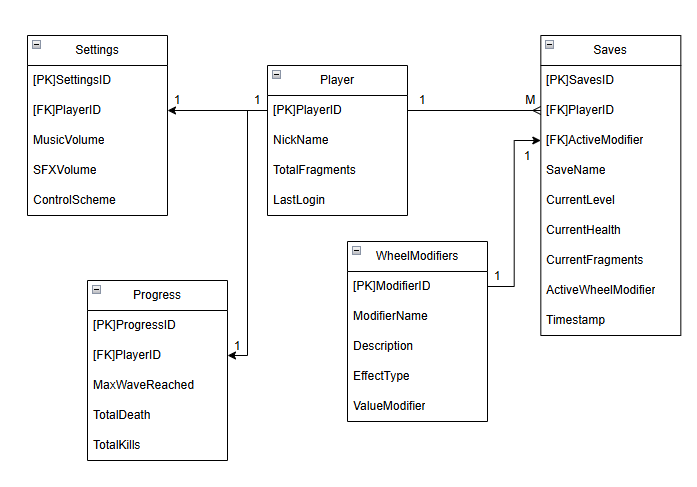 Settings
[PK]SettingsID
[FK]PlayerID
MusicVolume
SFXVolume
ControlScheme
1
1
Player
[PK]PlayerID
NickName
TotalFragments
LastLogin
1
M
Saves
[PK]SavesID
[FK]PlayerID
[FK]ActiveModifier
SaveName
CurrentLevel
CurrentHealth
CurrentFragments
ActiveWheelModifier
Timestamp
1
WheelModifiers
[PK]ModifierID
ModifierName
Description
EffectType
ValueModifier
1
Progress
[PK]ProgressID
[FK]PlayerID
MaxWaveReached
TotalDeath
TotalKills
1